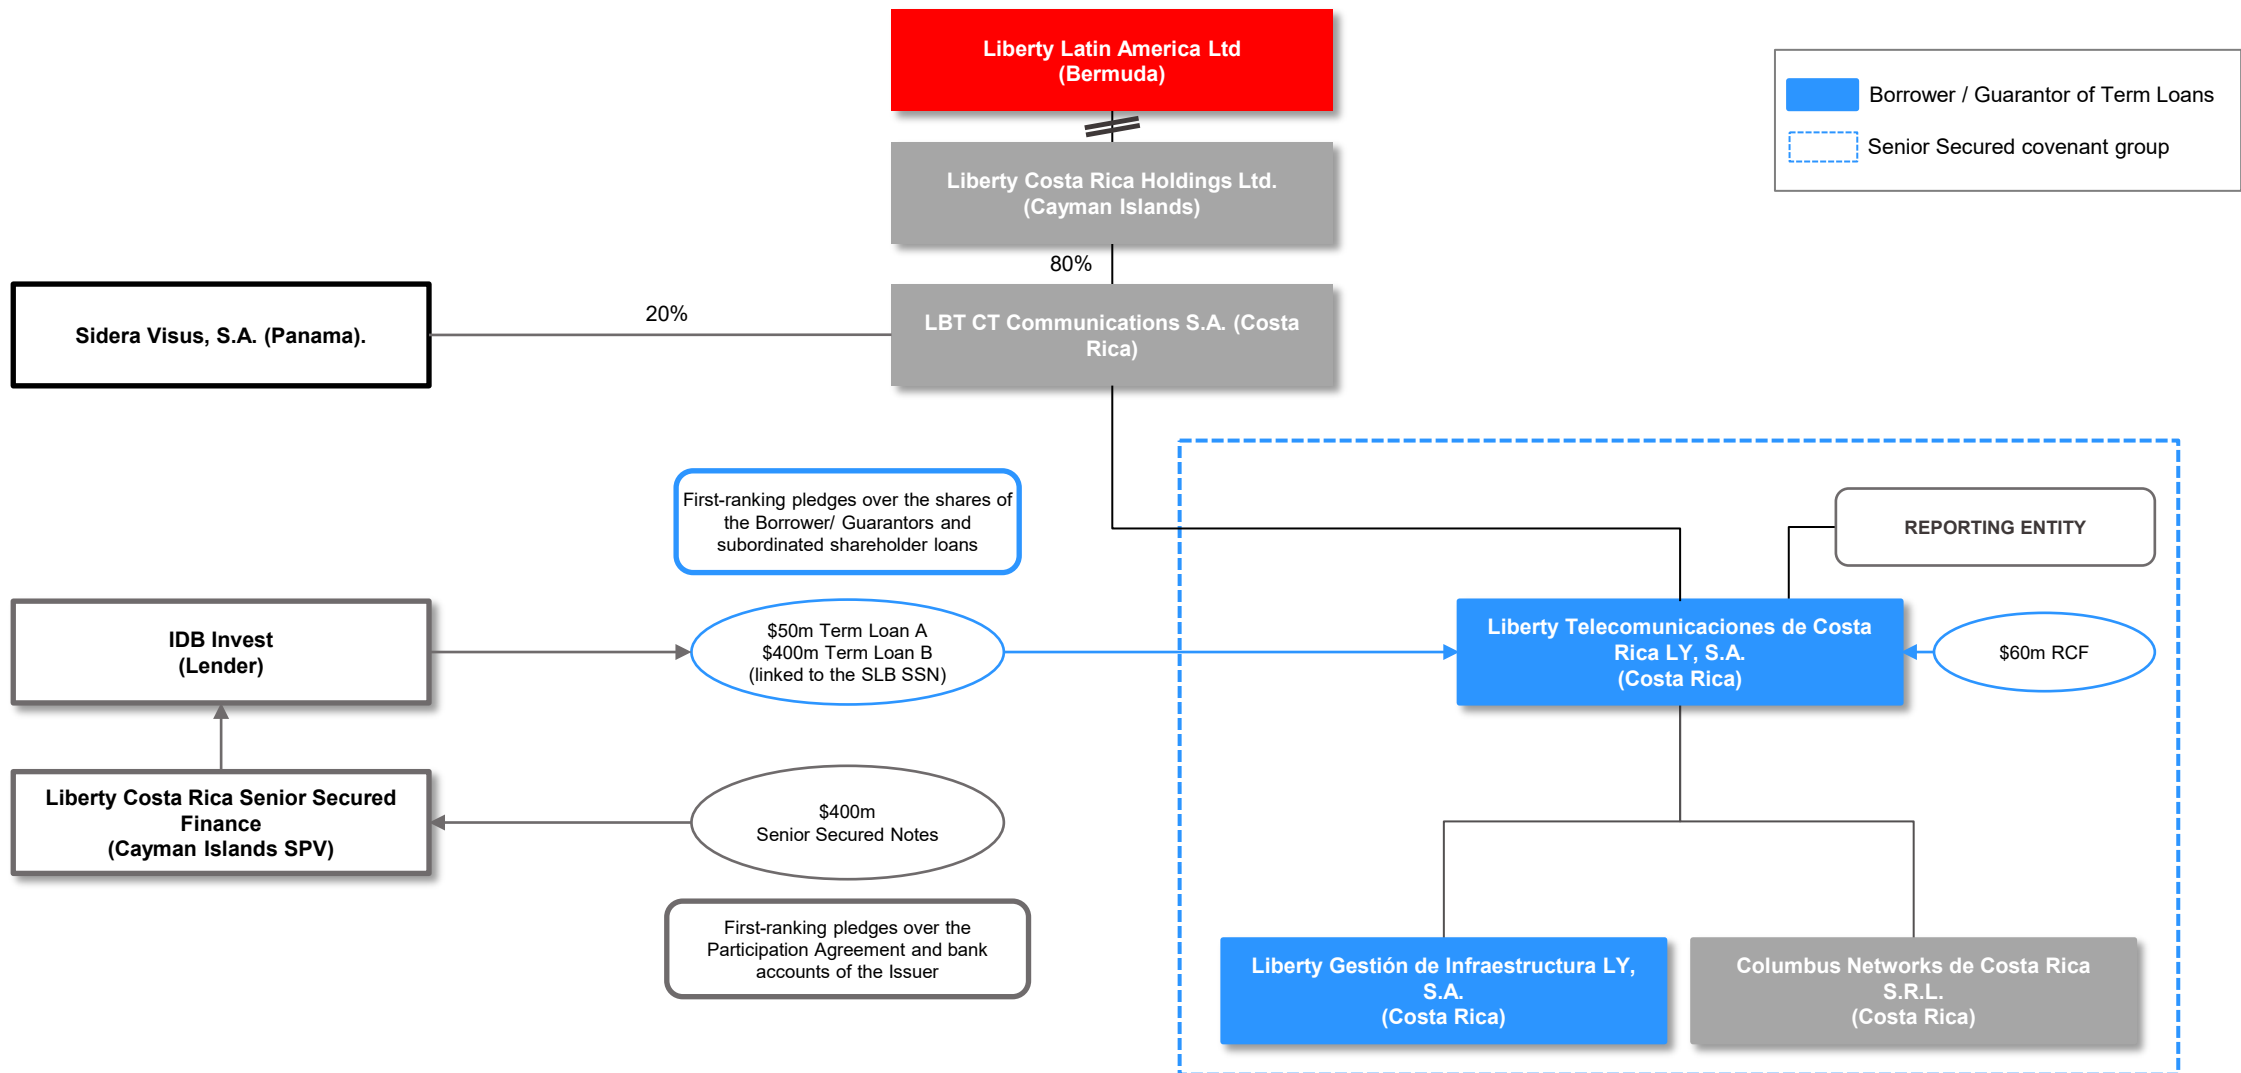 Liberty Latin America Ltd
(Bermuda)
Borrower / Guarantor of Term Loans
Senior Secured covenant group
Liberty Costa Rica Holdings Ltd.
(Cayman Islands)
80%
Sidera Visus, S.A. (Panama).
20%
LBT CT Communications S.A. (Costa
Rica)
First-ranking pledges over the shares of
the Borrower/ Guarantors and
subordinated shareholder loans
REPORTING ENTITY
IDB Invest
(Lender)
$50m Term Loan A
$400m Term Loan B
(linked to the SLB SSN)
Liberty Telecomunicaciones de Costa
Rica LY, S.A.
(Costa Rica)
$60m RCF
Liberty Costa Rica Senior Secured
Finance
(Cayman Islands SPV)
$400m
Senior Secured Notes
First-ranking pledges over the
Participation Agreement and bank
accounts of the Issuer
Liberty Gestión de Infraestructura LY,
S.A.
(Costa Rica)
Columbus Networks de Costa Rica
S.R.L.
(Costa Rica)